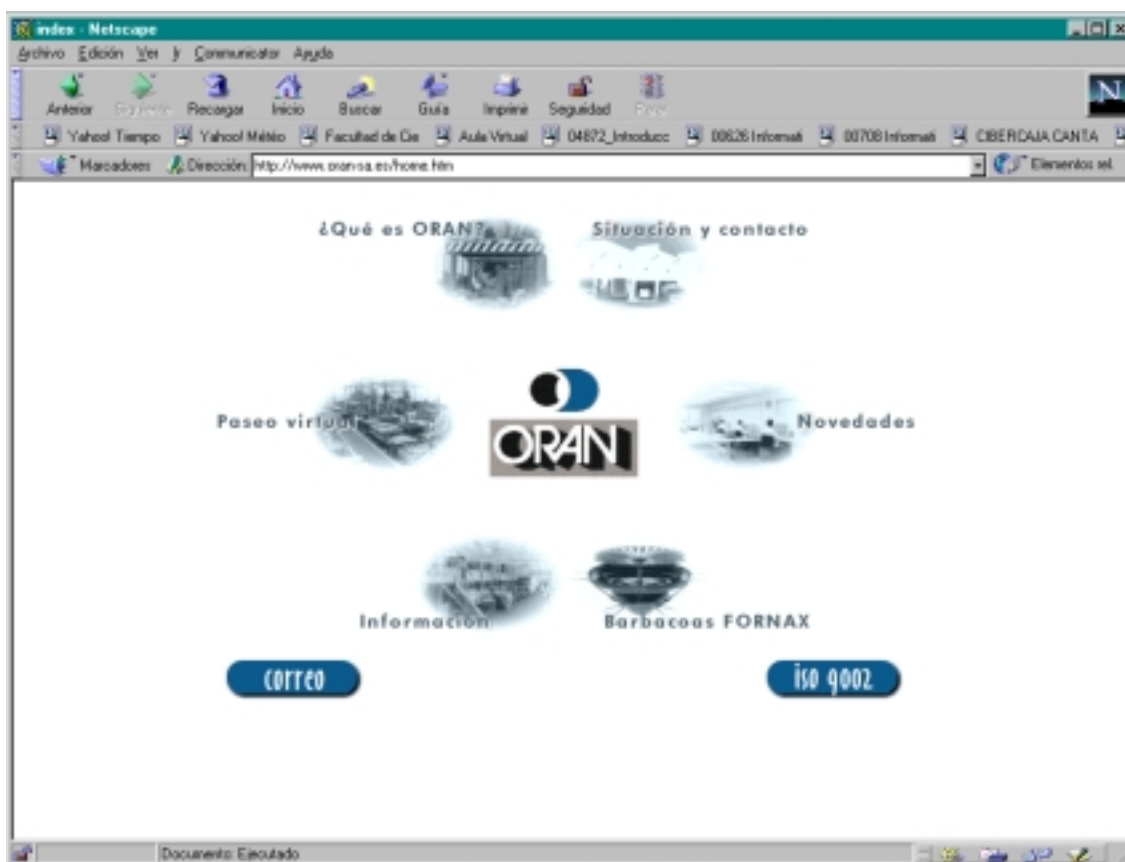 index - Netscape
Archivo Edición Ver Ir Communicator Ayuda
Anterior Siguiente Recargar Inicio Buscar Guía Imprimir Seguridad Parar
Yahoo! Tiempo Yahoo! Météo Facultad de Cie Aula Virtual 04872_Introducc 00626 Informati 00708 Informati CIBERCAJA CANTA
Marcadores Dirección: http://www.oran-sa.es/home.htm Elementos rel.
¿Qué es ORAN? Situación y contacto
Paseo virtual ORAN Novedades
Información Barbacoas FORNAX
correo iso 9002
Documento: Ejecutado